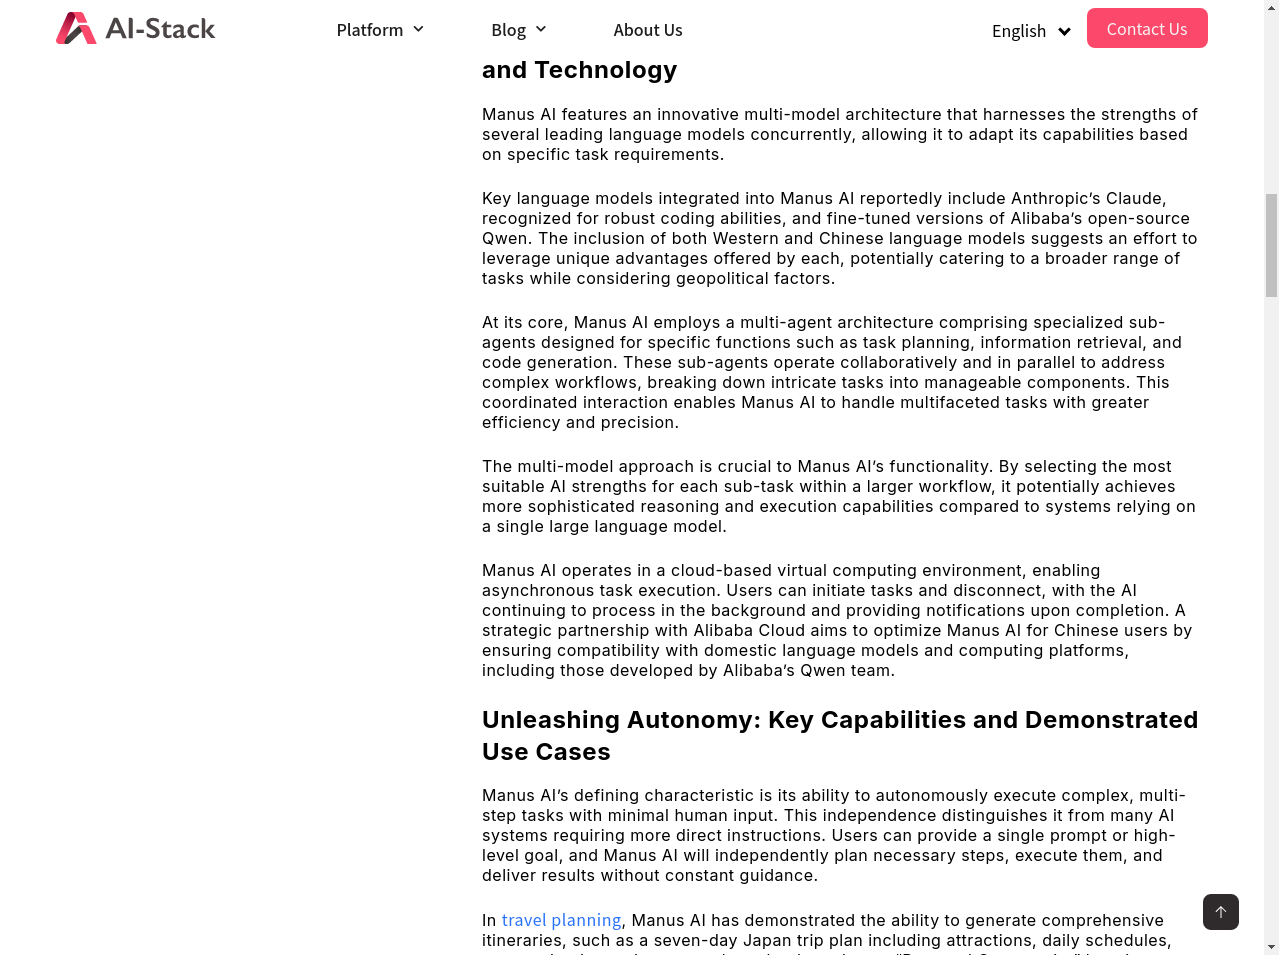 AI-Stack
Platform
Blog
About Us
English
Contact Us
and Technology
Manus AI features an innovative multi-model architecture that harnesses the strengths of
several leading language models concurrently, allowing it to adapt its capabilities based
on specific task requirements.
Key language models integrated into Manus AI reportedly include Anthropic’s Claude,
recognized for robust coding abilities, and fine-tuned versions of Alibaba’s open-source
Qwen. The inclusion of both Western and Chinese language models suggests an effort to
leverage unique advantages offered by each, potentially catering to a broader range of
tasks while considering geopolitical factors.
At its core, Manus AI employs a multi-agent architecture comprising specialized sub-
agents designed for specific functions such as task planning, information retrieval, and
code generation. These sub-agents operate collaboratively and in parallel to address
complex workflows, breaking down intricate tasks into manageable components. This
coordinated interaction enables Manus AI to handle multifaceted tasks with greater
efficiency and precision.
The multi-model approach is crucial to Manus AI’s functionality. By selecting the most
suitable AI strengths for each sub-task within a larger workflow, it potentially achieves
more sophisticated reasoning and execution capabilities compared to systems relying on
a single large language model.
Manus AI operates in a cloud-based virtual computing environment, enabling
asynchronous task execution. Users can initiate tasks and disconnect, with the AI
continuing to process in the background and providing notifications upon completion. A
strategic partnership with Alibaba Cloud aims to optimize Manus AI for Chinese users by
ensuring compatibility with domestic language models and computing platforms,
including those developed by Alibaba’s Qwen team.
Unleashing Autonomy: Key Capabilities and Demonstrated
Use Cases
Manus AI’s defining characteristic is its ability to autonomously execute complex, multi-
step tasks with minimal human input. This independence distinguishes it from many AI
systems requiring more direct instructions. Users can provide a single prompt or high-
level goal, and Manus AI will independently plan necessary steps, execute them, and
deliver results without constant guidance.
In travel planning, Manus AI has demonstrated the ability to generate comprehensive
itineraries, such as a seven-day Japan trip plan including attractions, daily schedules,